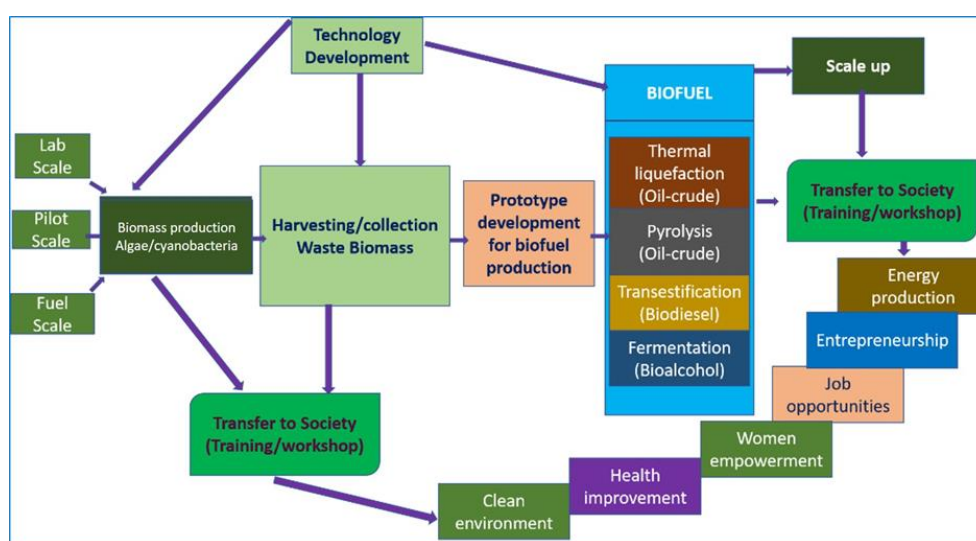 Technology
Development
BIOFUEL
Scale up
Lab
Scale
Pilot
Scale
Fuel
Scale
Biomass production
Algae/cyanobacteria
Harvesting/collection
Waste Biomass
Prototype
development
for biofuel
production
Thermal
liquefaction
(Oil-crude)
Pyrolysis
(Oil-crude)
Transestification
(Biodiesel)
Fermentation
(Bioalcohol)
Transfer to Society
(Training/workshop)
Energy
production
Entrepreneurship
Job
opportunities
Women
empowerment
Health
improvement
Clean
environment
Transfer to Society
(Training/workshop)